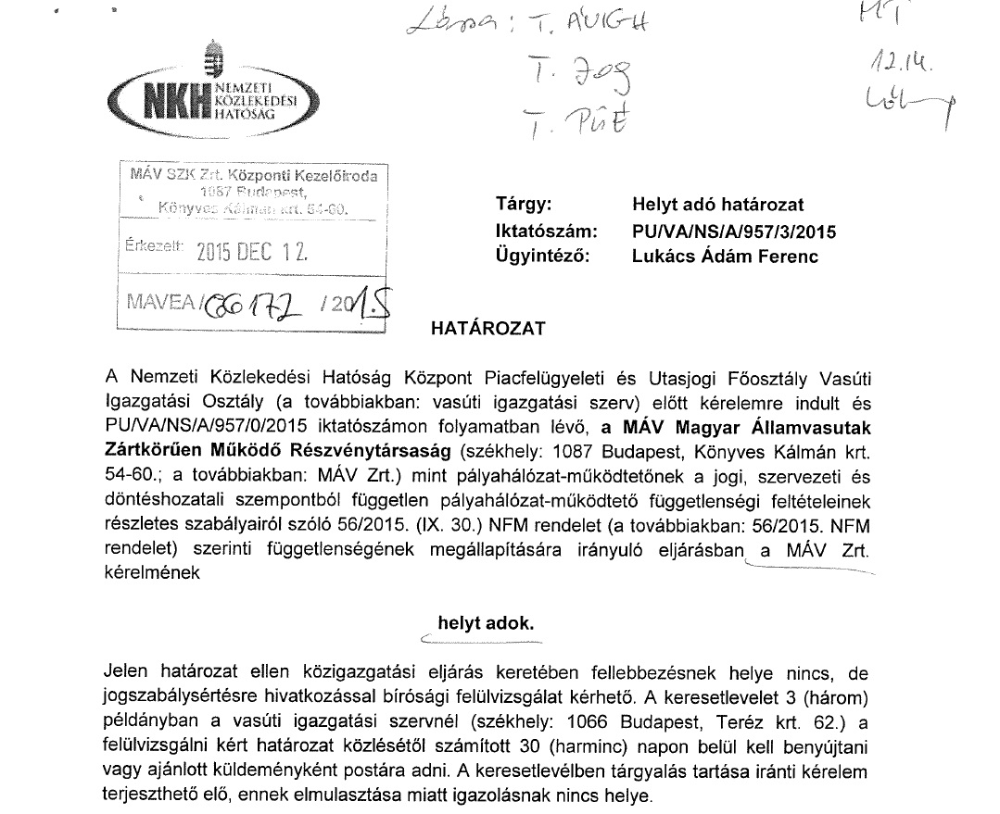 Lássa: T. ÁVIGH
T. Jog
T. PÜÉ
MT
12.14.
NKH NEMZETI
KÖZLEKEDÉSI
HATÓSÁG
MÁV SZK Zrt. Központi Kezelőiroda
1087 Budapest,
Könyves Kálmán krt. 54-60.
Érkezett: 2015 DEC 12.
MAVEA/66172 /2015
Tárgy: Helyt adó határozat
Iktatószám: PU/VA/NS/A/957/3/2015
Ügyintéző: Lukács Ádám Ferenc
HATÁROZAT
A Nemzeti Közlekedési Hatóság Központ Piacfelügyeleti és Utasjogi Főosztály Vasúti
Igazgatási Osztály (a továbbiakban: vasúti igazgatási szerv) előtt kérelemre indult és
PU/VA/NS/A/957/0/2015 iktatószámon folyamatban lévő, a MÁV Magyar Államvasutak
Zártkörűen Működő Részvénytársaság (székhely: 1087 Budapest, Könyves Kálmán krt.
54-60.; a továbbiakban: MÁV Zrt.) mint pályahálózat-működtetőnek a jogi, szervezeti és
döntéshozatali szempontból független pályahálózat-működtető függetlenségi feltételeinek
részletes szabályairól szóló 56/2015. (IX. 30.) NFM rendelet (a továbbiakban: 56/2015. NFM
rendelet) szerinti függetlenségének megállapítására irányuló eljárásban a MÁV Zrt.
kérelmének
helyt adok.
Jelen határozat ellen közigazgatási eljárás keretében fellebbezésnek helye nincs, de
jogszabálysértésre hivatkozással bírósági felülvizsgálat kérhető. A keresetlevelet 3 (három)
példányban a vasúti igazgatási szervnél (székhely: 1066 Budapest, Teréz krt. 62.) a
felülvizsgálni kért határozat közlésétől számított 30 (harminc) napon belül kell benyújtani
vagy ajánlott küldeményként postára adni. A keresetlevélben tárgyalás tartása iránti kérelem
terjeszthető elő, ennek elmulasztása miatt igazolásnak nincs helye.